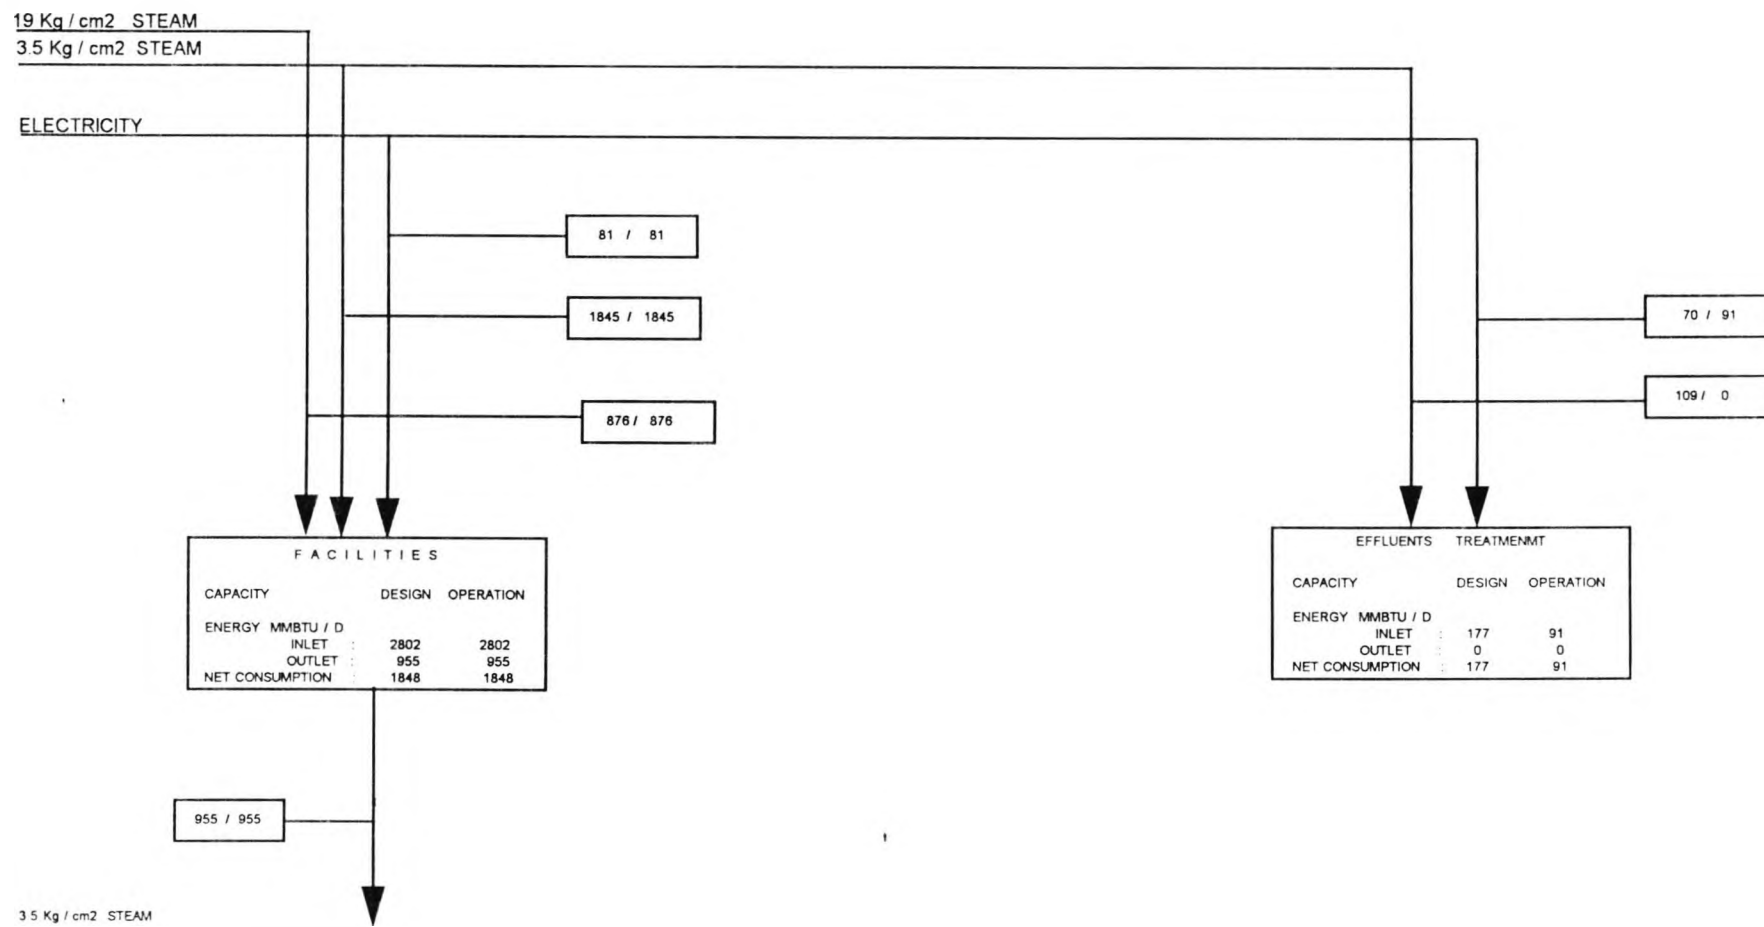 19 Kg / cm2 STEAM
3.5 Kg / cm2 STEAM
ELECTRICITY
81 / 81
1845 / 1845
70 / 91
109 / 0
876 / 876
FACILITIES
CAPACITY DESIGN OPERATION
ENERGY MMBTU / D
INLET : 2802 2802
OUTLET : 955 955
NET CONSUMPTION : 1848 1848
EFFLUENTS TREATMENMT
CAPACITY DESIGN OPERATION
ENERGY MMBTU / D
INLET : 177 91
OUTLET : 0 0
NET CONSUMPTION : 177 91
955 / 955
3 5 Kg / cm2 STEAM